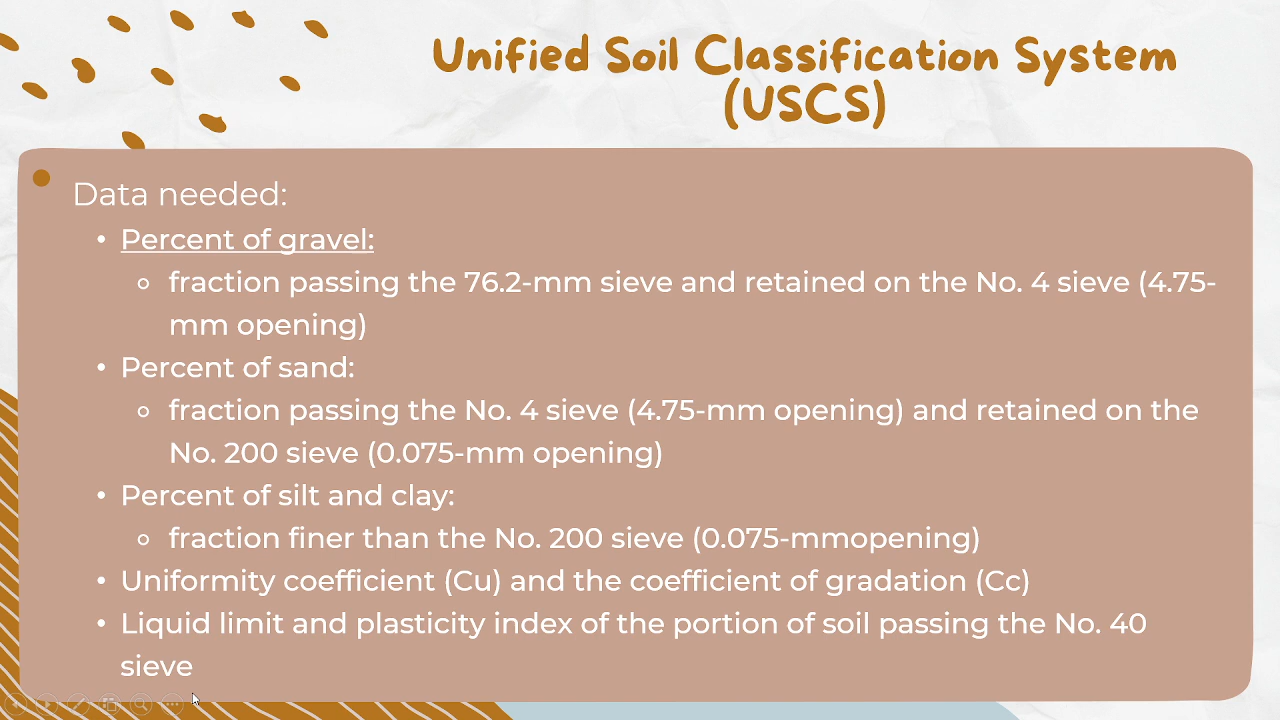 Unified Soil Classification System
(USCS)
Data needed:
• Percent of gravel:
fraction passing the 76.2-mm sieve and retained on the No. 4 sieve (4.75-
mm opening)
• Percent of sand:
fraction passing the No. 4 sieve (4.75-mm opening) and retained on the
No. 200 sieve (0.075-mm opening)
• Percent of silt and clay:
fraction finer than the No. 200 sieve (0.075-mmopening)
• Uniformity coefficient (Cu) and the coefficient of gradation (Cc)
• Liquid limit and plasticity index of the portion of soil passing the No. 40
sieve